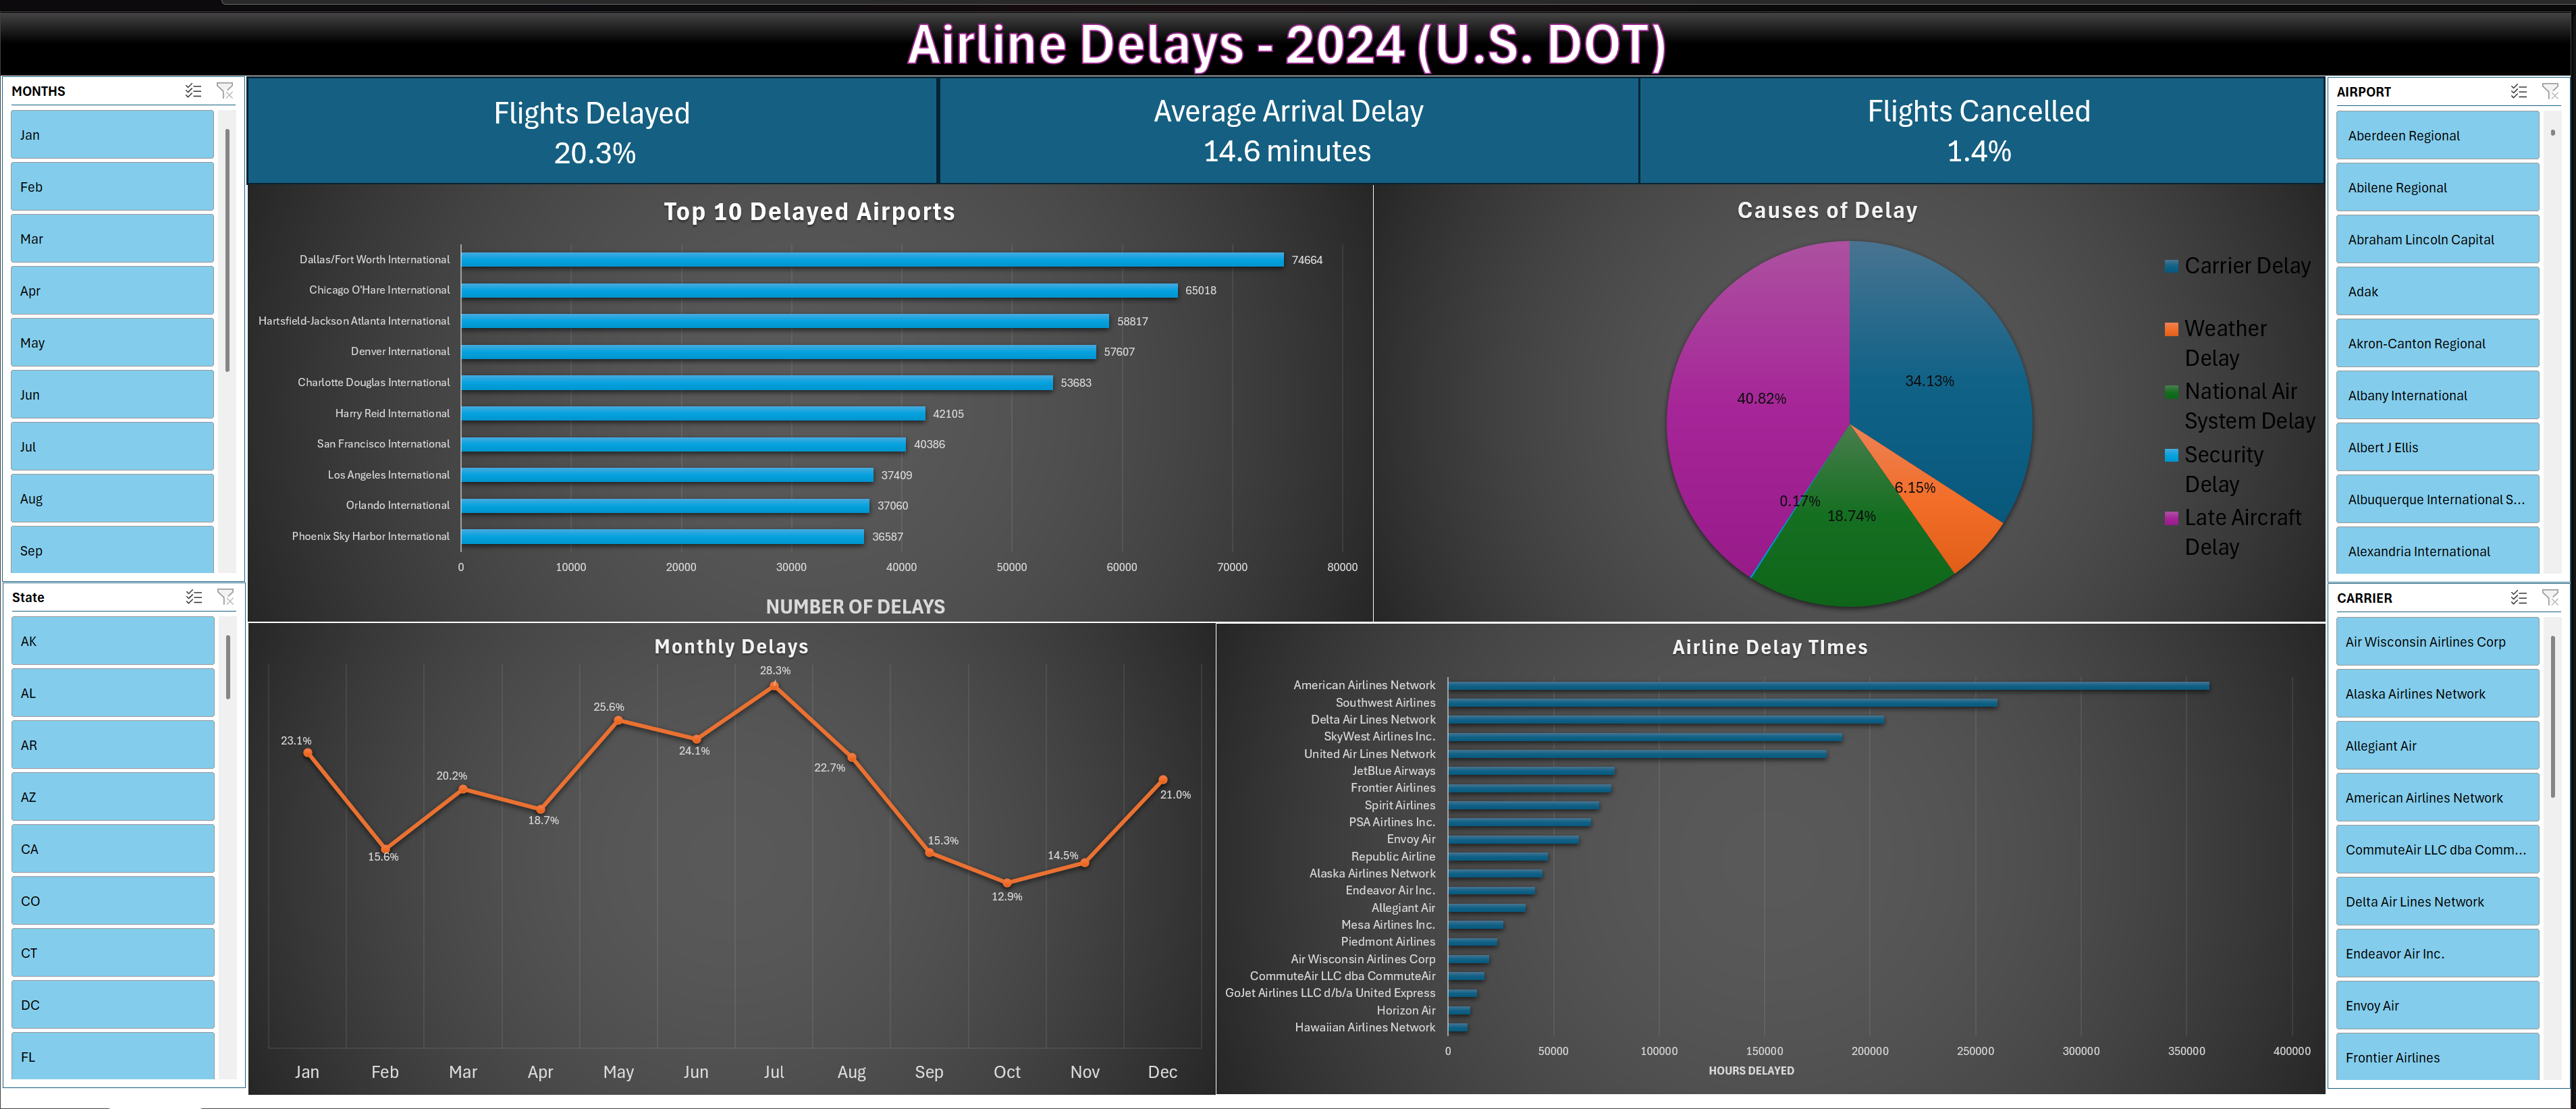 Airline Delays - 2024 (U.S. DOT)
MONTHS
Jan
Feb
Mar
Apr
May
Jun
Jul
Aug
Sep
State
AK
AL
AR
AZ
CA
CO
CT
DC
FL
Flights Delayed
20.3%
Average Arrival Delay
14.6 minutes
Flights Cancelled
1.4%
Top 10 Delayed Airports
Dallas/Fort Worth International 74664
Chicago O'Hare International 65018
Hartsfield-Jackson Atlanta International 58817
Denver International 57607
Charlotte Douglas International 53683
Harry Reid International 42105
San Francisco International 40386
Los Angeles International 37409
Orlando International 37060
Phoenix Sky Harbor International 36587
0 10000 20000 30000 40000 50000 60000 70000 80000
NUMBER OF DELAYS
Causes of Delay
34.13%
40.82%
6.15%
0.17%
18.74%
Carrier Delay
Weather
Delay
National Air
System Delay
Security
Delay
Late Aircraft
Delay
Monthly Delays
23.1%
15.6%
20.2%
18.7%
25.6%
24.1%
28.3%
22.7%
15.3%
12.9%
14.5%
21.0%
Jan Feb Mar Apr May Jun Jul Aug Sep Oct Nov Dec
Airline Delay TImes
American Airlines Network
Southwest Airlines
Delta Air Lines Network
SkyWest Airlines Inc.
United Air Lines Network
JetBlue Airways
Frontier Airlines
Spirit Airlines
PSA Airlines Inc.
Envoy Air
Republic Airline
Alaska Airlines Network
Endeavor Air Inc.
Allegiant Air
Mesa Airlines Inc.
Piedmont Airlines
Air Wisconsin Airlines Corp
CommuteAir LLC dba CommuteAir
GoJet Airlines LLC d/b/a United Express
Horizon Air
Hawaiian Airlines Network
0 50000 100000 150000 200000 250000 300000 350000 400000
HOURS DELAYED
AIRPORT
Aberdeen Regional
Abilene Regional
Abraham Lincoln Capital
Adak
Akron-Canton Regional
Albany International
Albert J Ellis
Albuquerque International S...
Alexandria International
CARRIER
Air Wisconsin Airlines Corp
Alaska Airlines Network
Allegiant Air
American Airlines Network
CommuteAir LLC dba Comm...
Delta Air Lines Network
Endeavor Air Inc.
Envoy Air
Frontier Airlines